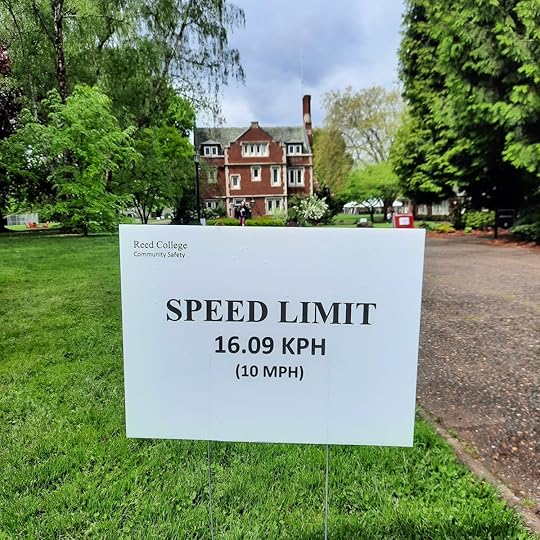 Reed College
Community Safety
SPEED LIMIT
16.09 KPH
(10 MPH)